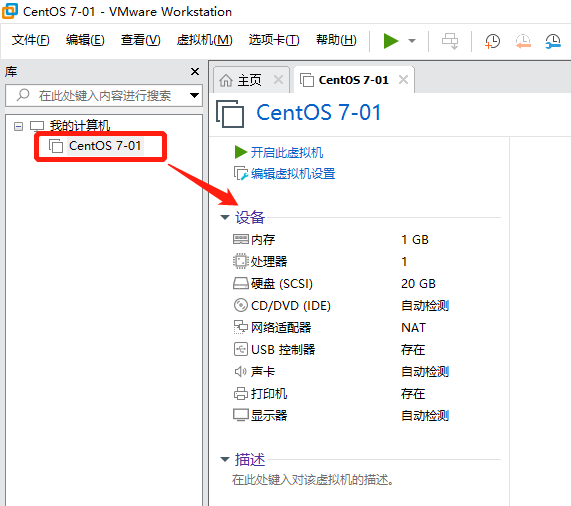 CentOS 7-01 - VMware Workstation
文件(F) 编辑(E) 查看(V) 虚拟机(M) 选项卡(T) 帮助(H)
库
在此处键入内容进行搜索
我的计算机
CentOS 7-01
主页 CentOS 7-01
CentOS 7-01
开启此虚拟机
编辑虚拟机设置
设备
内存 1 GB
处理器 1
硬盘 (SCSI) 20 GB
CD/DVD (IDE) 自动检测
网络适配器 NAT
USB 控制器 存在
声卡 自动检测
打印机 存在
显示器 自动检测
描述
在此处键入对该虚拟机的描述。